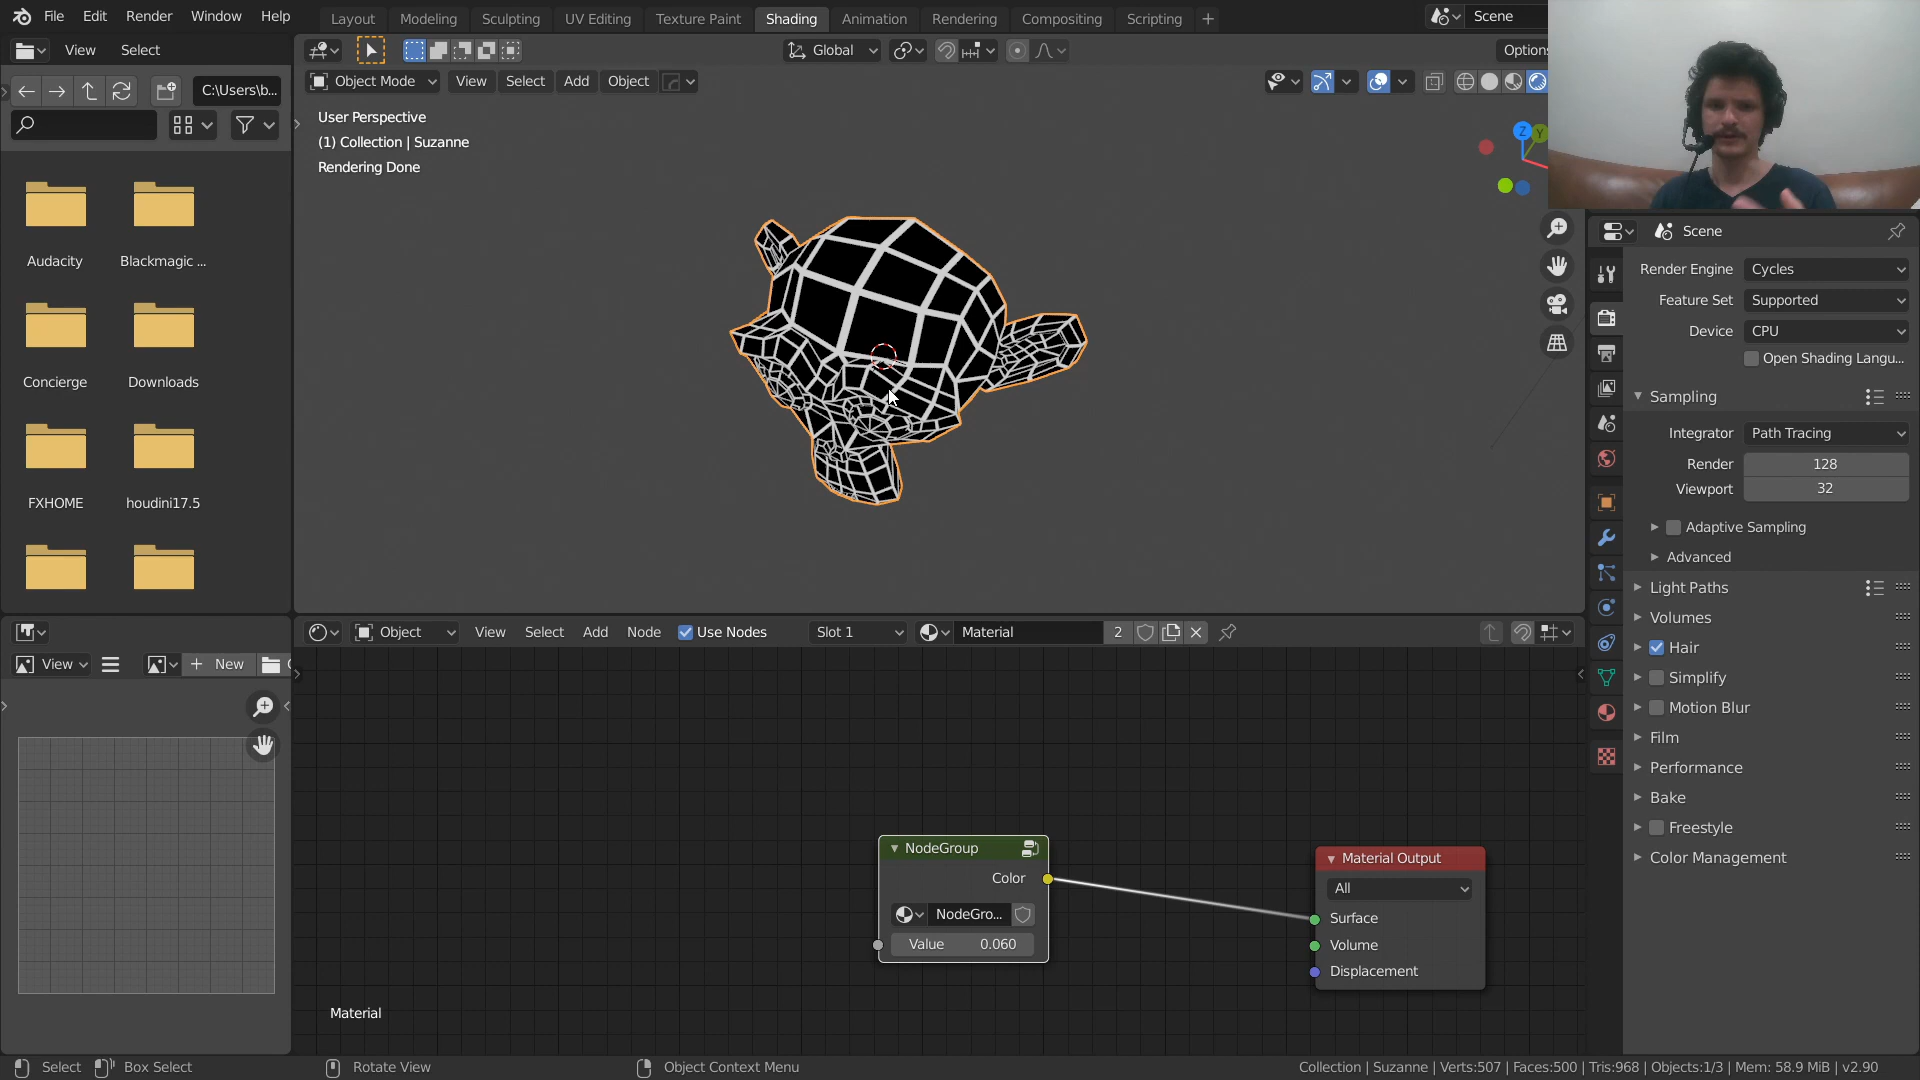 File Edit Render Window Help Layout Modeling Sculpting UV Editing Texture Paint Shading Animation Rendering Compositing Scripting + Scene
View Select Global Options
C:\Users\b... Object Mode View Select Add Object
User Perspective
(1) Collection | Suzanne
Rendering Done
Audacity Blackmagic ...
Concierge Downloads
FXHOME houdini17.5
Z Y
Scene
Render Engine Cycles
Feature Set Supported
Device CPU
Open Shading Langu...
Sampling
Integrator Path Tracing
Render 128
Viewport 32
Adaptive Sampling
Advanced
Light Paths
Volumes
Hair
Simplify
Motion Blur
Film
Performance
Bake
Freestyle
Color Management
Object View Select Add Node Use Nodes Slot 1 Material 2
View + New
NodeGroup
Color
NodeGro...
Value 0.060
Material Output
All
Surface
Volume
Displacement
Material
Select Box Select Rotate View Object Context Menu Collection | Suzanne | Verts:507 | Faces:500 | Tris:968 | Objects:1/3 | Mem: 58.9 MiB | v2.90